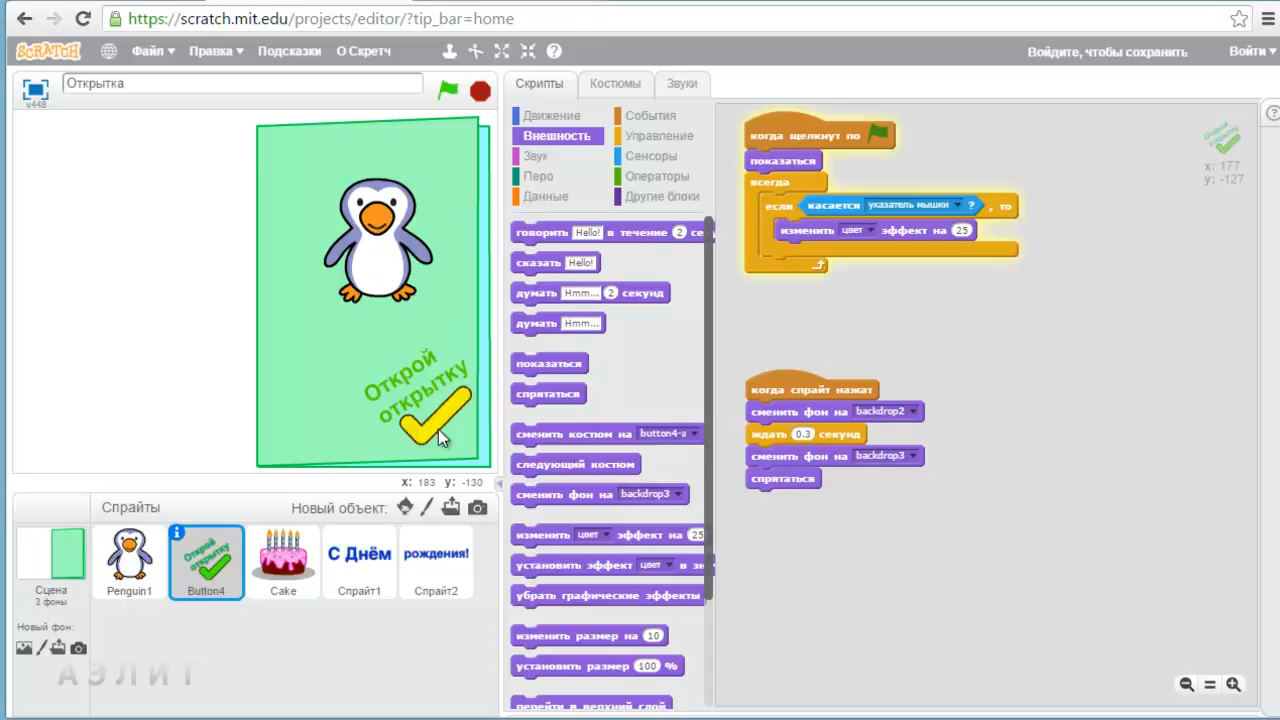 https://scratch.mit.edu/projects/editor/?tip_bar=home
SCRATCH Файл Правка Подсказки О Скретч Войдите, чтобы сохранить Войти
v448 Открытка
Открой
открытку
x: 183 y: -130
Спрайты Новый объект:
Сцена
3 фоны
Новый фон:
Penguin1
Открой открытку
Button4
Cake
С Днём
Спрайт1
рождения!
Спрайт2
АЭЛИТ
Скрипты Костюмы Звуки
Движение События
Внешность Управление
Звук Сенсоры
Перо Операторы
Данные Другие блоки
говорить Hello! в течение 2 се
сказать Hello!
думать Hmm... 2 секунд
думать Hmm...
показаться
спрятаться
сменить костюм на button4-a
следующий костюм
сменить фон на backdrop3
изменить цвет эффект на 25
установить эффект цвет в зн
убрать графические эффекты
изменить размер на 10
установить размер 100 %
перейти в верхний слой
когда щелкнут по
показаться
всегда
если касается указатель мышки ? , то
изменить цвет эффект на 25
когда спрайт нажат
сменить фон на backdrop2
ждать 0.3 секунд
сменить фон на backdrop3
спрятаться
Открой открытку
x: 177
y: -127